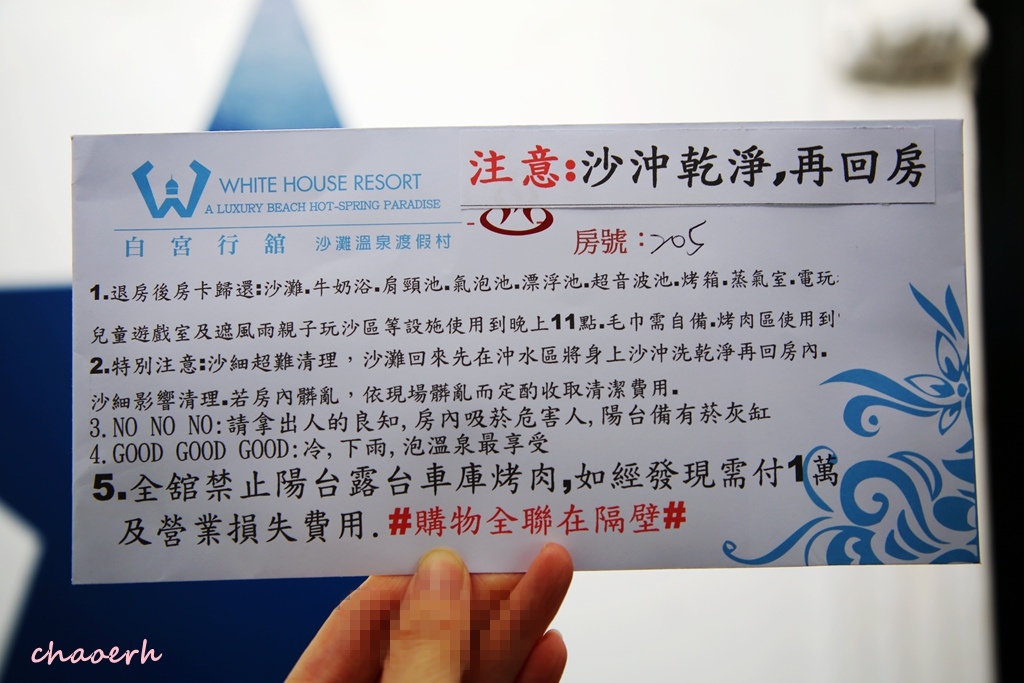 注意:沙沖乾淨,再回房
WHITE HOUSE RESORT
A LUXURY BEACH HOT-SPRING PARADISE
白宮行舘 沙灘溫泉渡假村
房號:205
1.退房後房卡歸還:沙灘.牛奶浴.肩頸池.氣泡池.漂浮池.超音波池.烤箱.蒸氣室.電玩
兒童遊戲室及遮風雨親子玩沙區等設施使用到晚上11點.毛巾需自備.烤肉區使用到
2.特別注意:沙細超難清理,沙灘回來先在沖水區將身上沙沖洗乾淨再回房內.
沙細影響清理.若房內髒亂,依現場髒亂而定酌收取清潔費用.
3.NO NO NO:請拿出人的良知,房內吸菸危害人,陽台備有菸灰缸
4.GOOD GOOD GOOD:冷,下雨,泡溫泉最享受
5.全舘禁止陽台露台車庫烤肉,如經發現需付1萬
及營業損失費用.#購物全聯在隔壁#
chaoerh